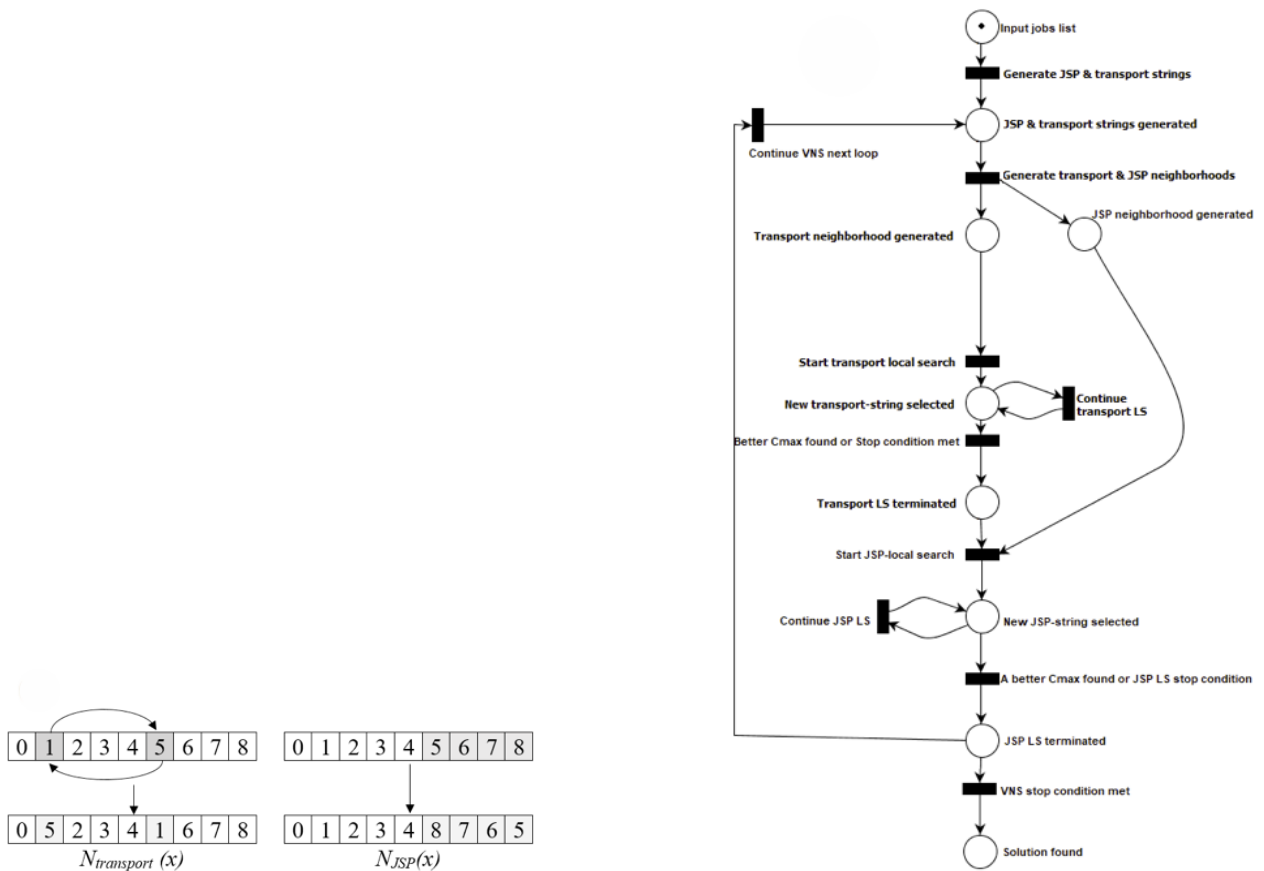 Input jobs list
Generate JSP & transport strings
JSP & transport strings generated
Continue VNS next loop
Generate transport & JSP neighborhoods
JSP neighborhood generated
Transport neighborhood generated
Start transport local search
New transport-string selected
Continue
transport LS
Better Cmax found or Stop condition met
Transport LS terminated
Start JSP-local search
Continue JSP LS
New JSP-string selected
A better Cmax found or JSP LS stop condition
JSP LS terminated
VNS stop condition met
Solution found
0 1 2 3 4 5 6 7 8
0 5 2 3 4 1 6 7 8
N_transport (x)
0 1 2 3 4 5 6 7 8
0 1 2 3 4 8 7 6 5
N_JSP(x)